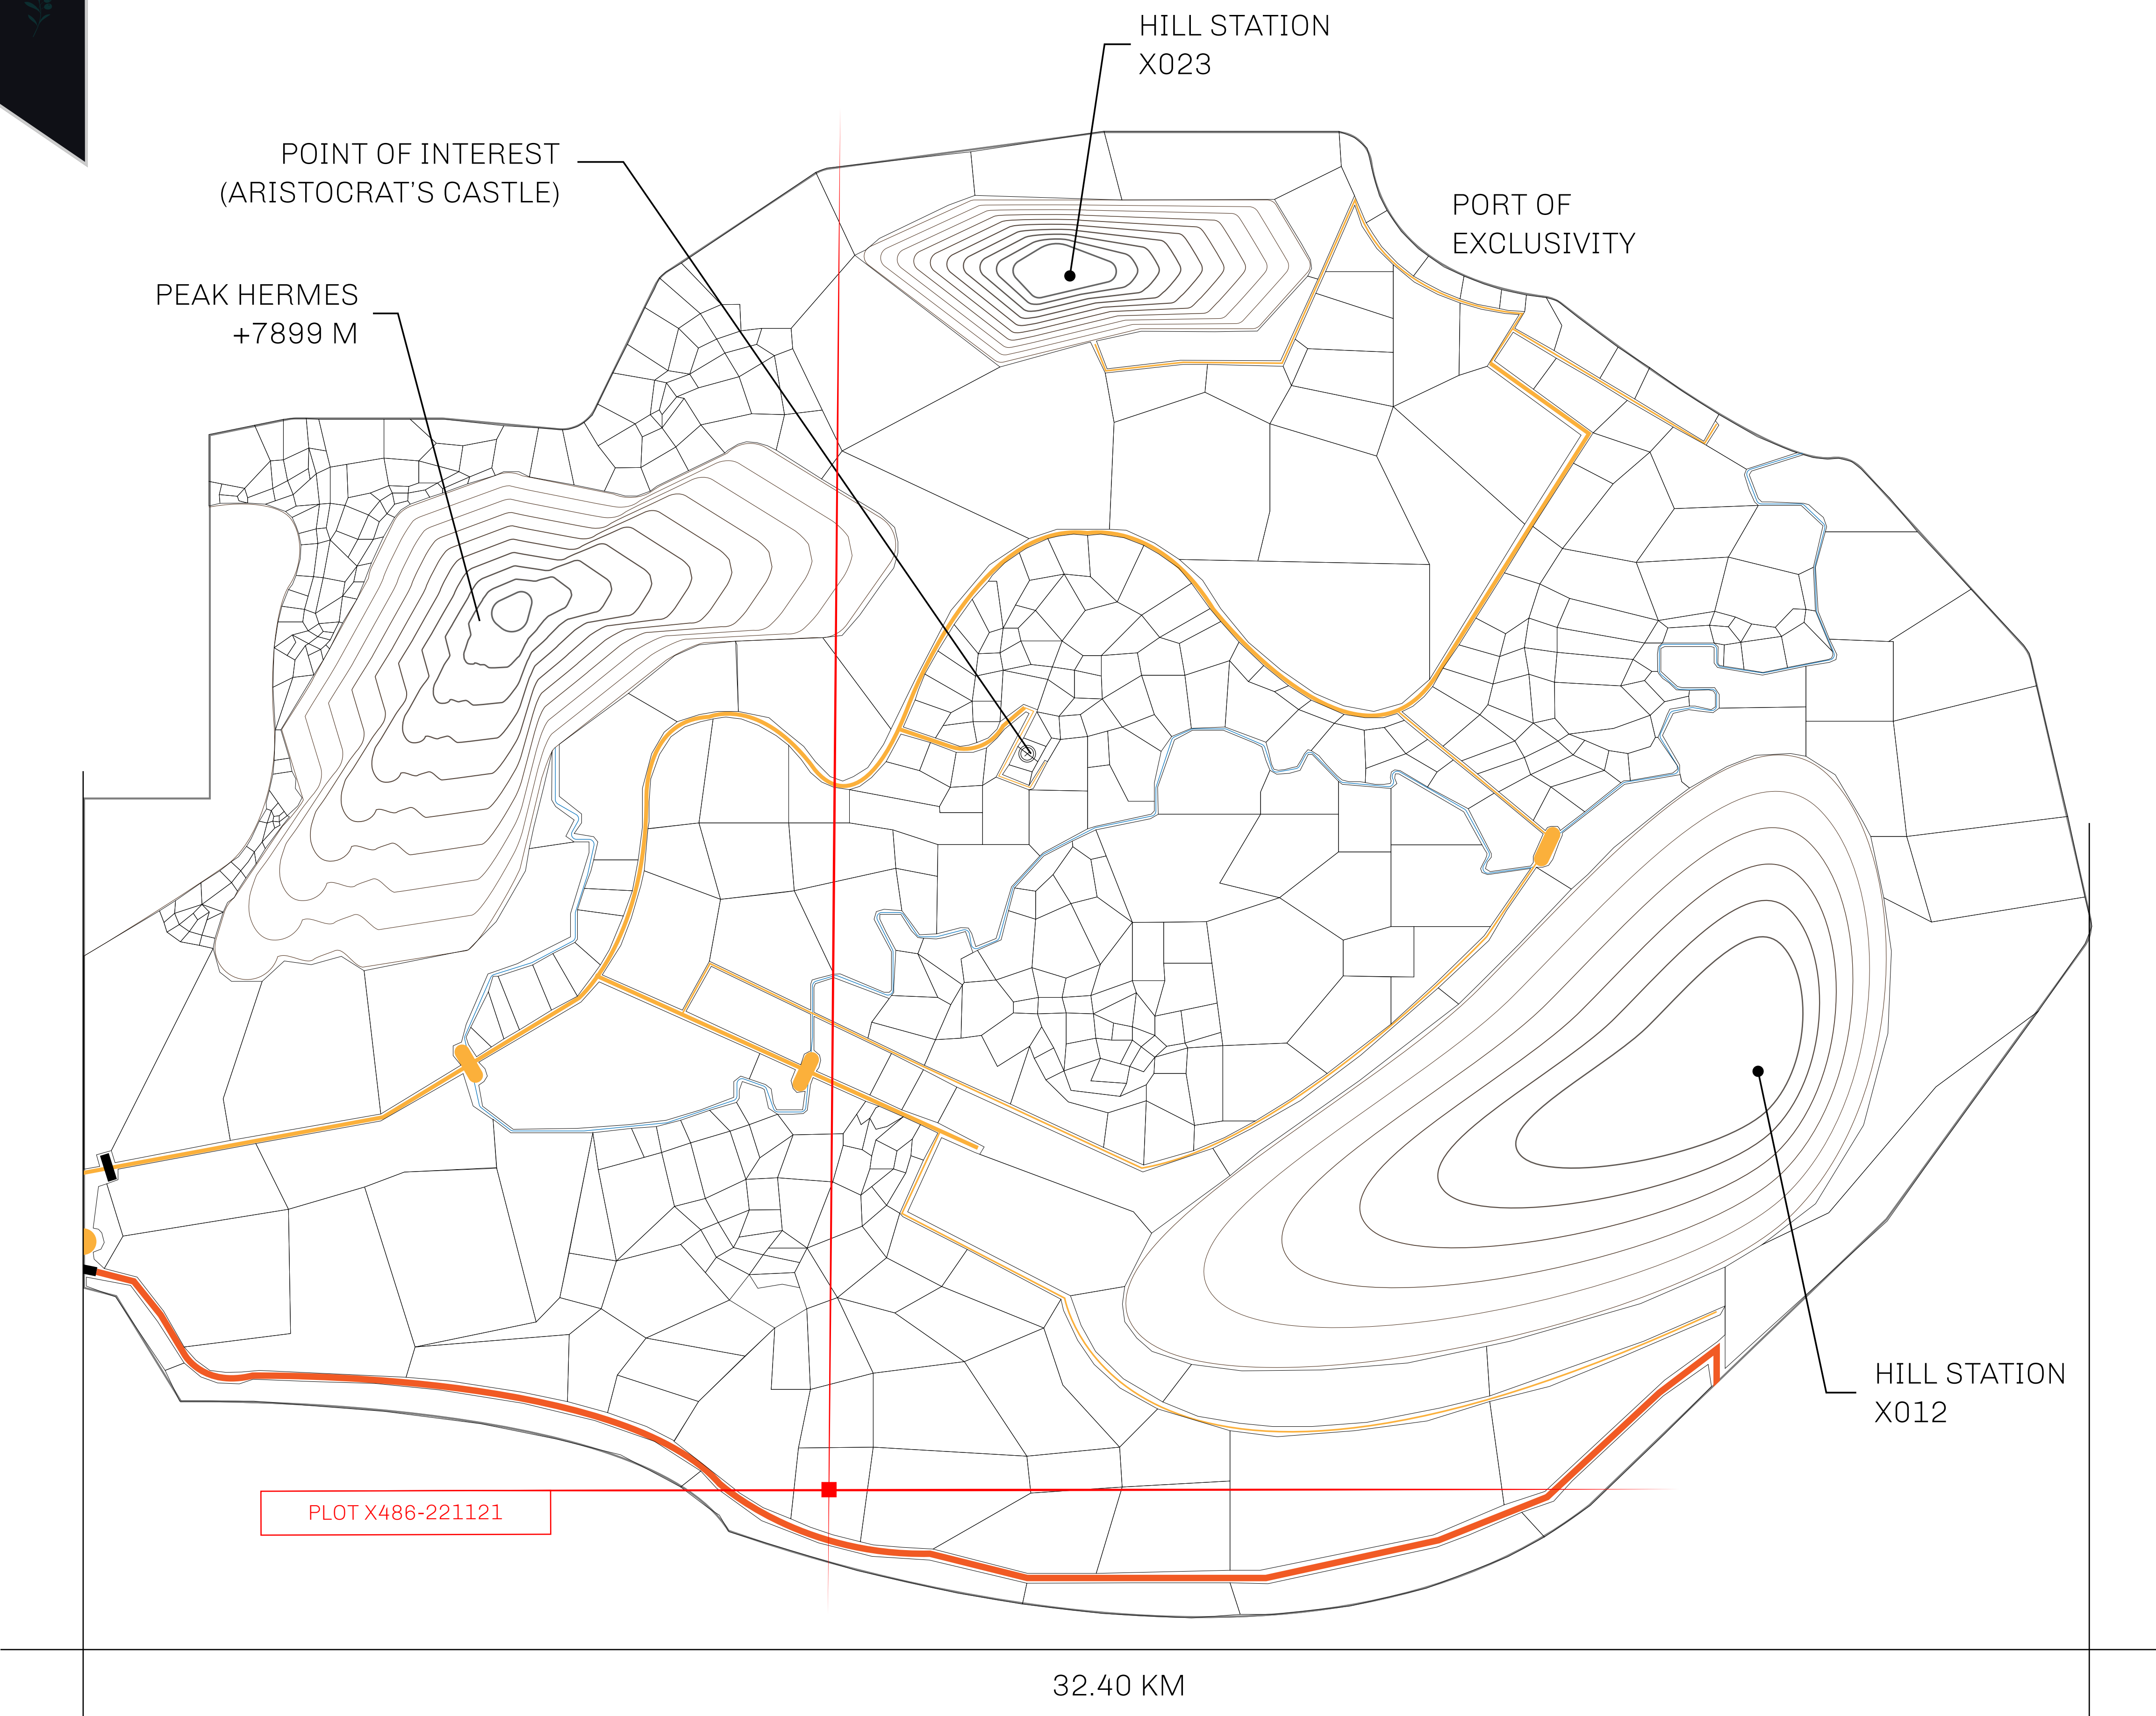 HILL STATION
X023
POINT OF INTEREST
(ARISTOCRAT'S CASTLE)
PORT OF
EXCLUSIVITY
PEAK HERMES
+7899 M
HILL STATION
X012
PLOT X486-221121
32.40 KM